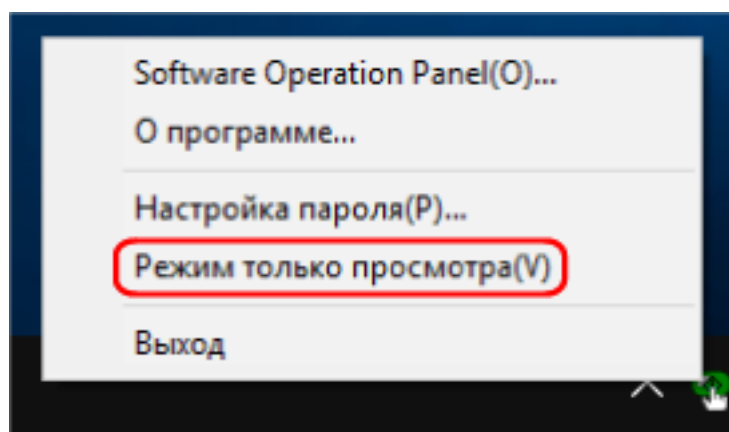 Software Operation Panel(O)...
О программе...
Настройка пароля(P)...
Режим только просмотра(V)
Выход